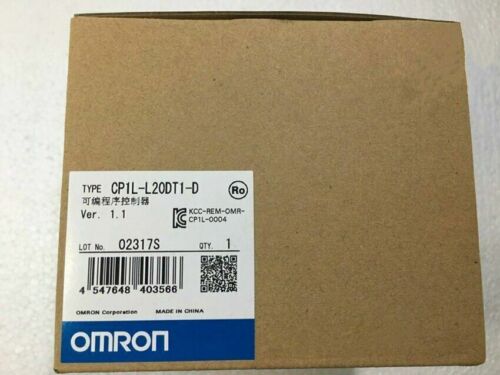 TYPE CP1L-L20DT1-D
Ro
可编程序控制器
Ver. 1.1
KCC-REM-OMR-
CP1L-0004
LOT No. 02317S QTY. 1
4 547648 403566
OMRON Corporation MADE IN CHINA
OMRON